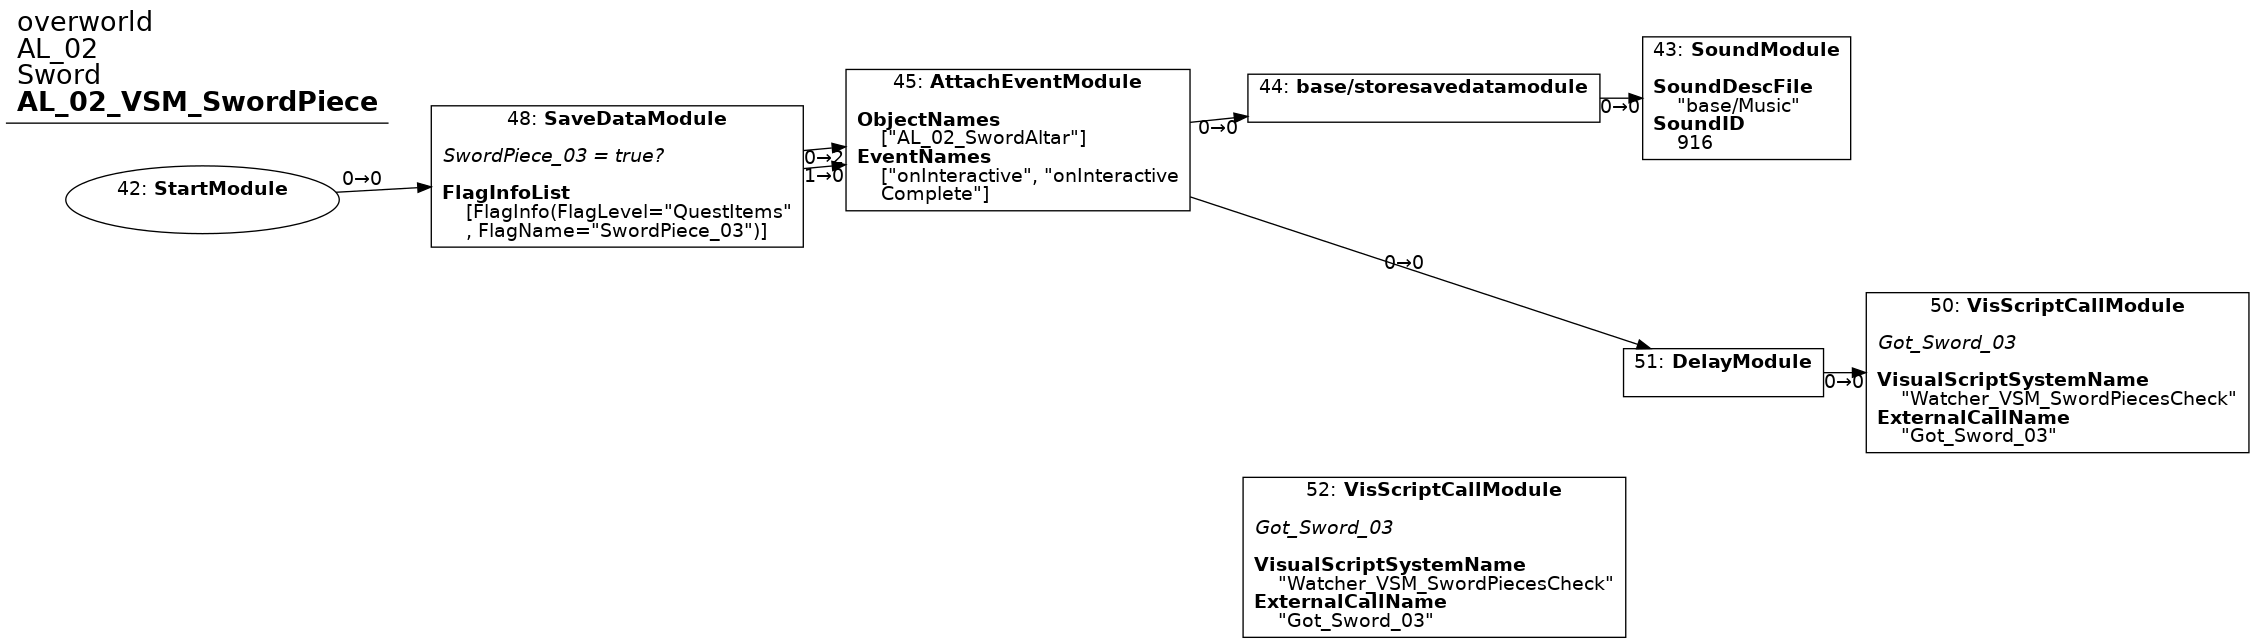 overworld
AL_02
Sword
AL_02_VSM_SwordPiece
42: StartModule
0→0
48: SaveDataModule
SwordPiece_03 = true?
FlagInfoList
[FlagInfo(FlagLevel="QuestItems"
, FlagName="SwordPiece_03")]
0→2
1→0
45: AttachEventModule
ObjectNames
["AL_02_SwordAltar"]
EventNames
["onInteractive", "onInteractive
Complete"]
0→0
44: base/storesavedatamodule
0→0
43: SoundModule
SoundDescFile
"base/Music"
SoundID
916
0→0
51: DelayModule
0→0
50: VisScriptCallModule
Got_Sword_03
VisualScriptSystemName
"Watcher_VSM_SwordPiecesCheck"
ExternalCallName
"Got_Sword_03"
52: VisScriptCallModule
Got_Sword_03
VisualScriptSystemName
"Watcher_VSM_SwordPiecesCheck"
ExternalCallName
"Got_Sword_03"